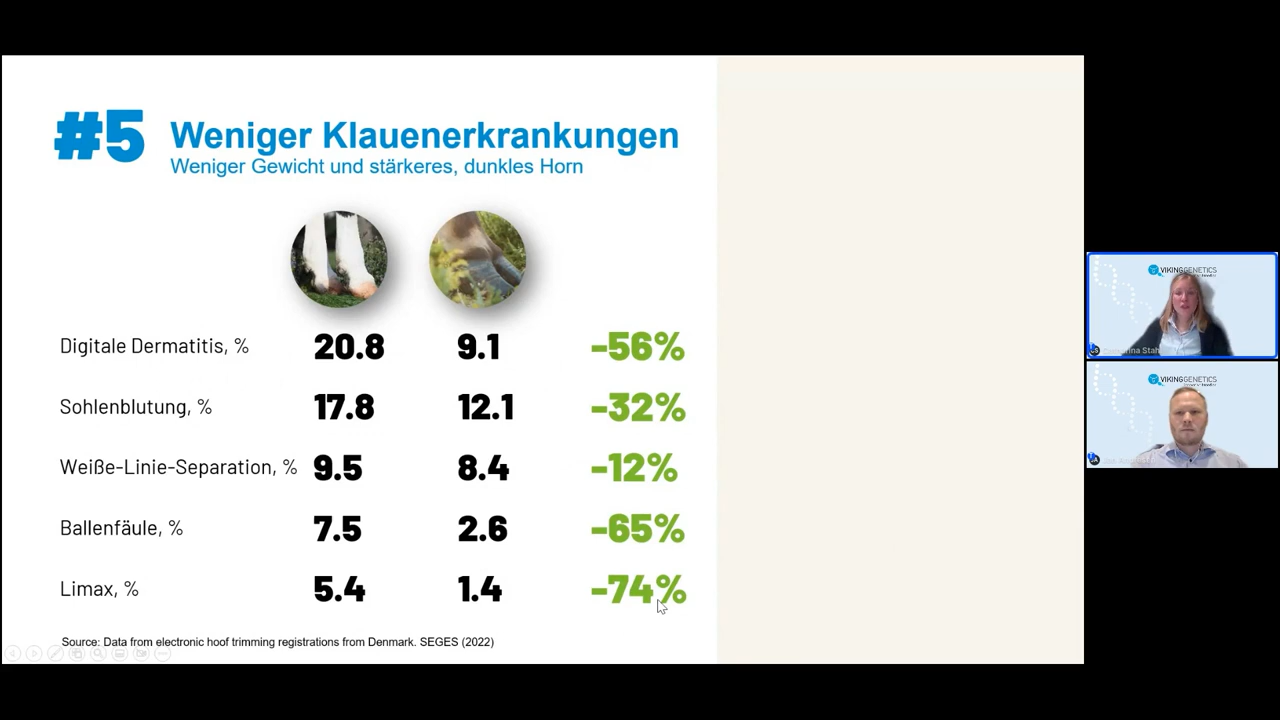 #5 Weniger Klauenerkrankungen
Weniger Gewicht und stärkeres, dunkles Horn
Digitale Dermatitis, % 20.8 9.1 -56%
Sohlenblutung, % 17.8 12.1 -32%
Weiße-Linie-Separation, % 9.5 8.4 -12%
Ballenfäule, % 7.5 2.6 -65%
Limax, % 5.4 1.4 -74%
Source: Data from electronic hoof trimming registrations from Denmark. SEGES (2022)
VIKINGGENETICS
VIKINGGENETICS